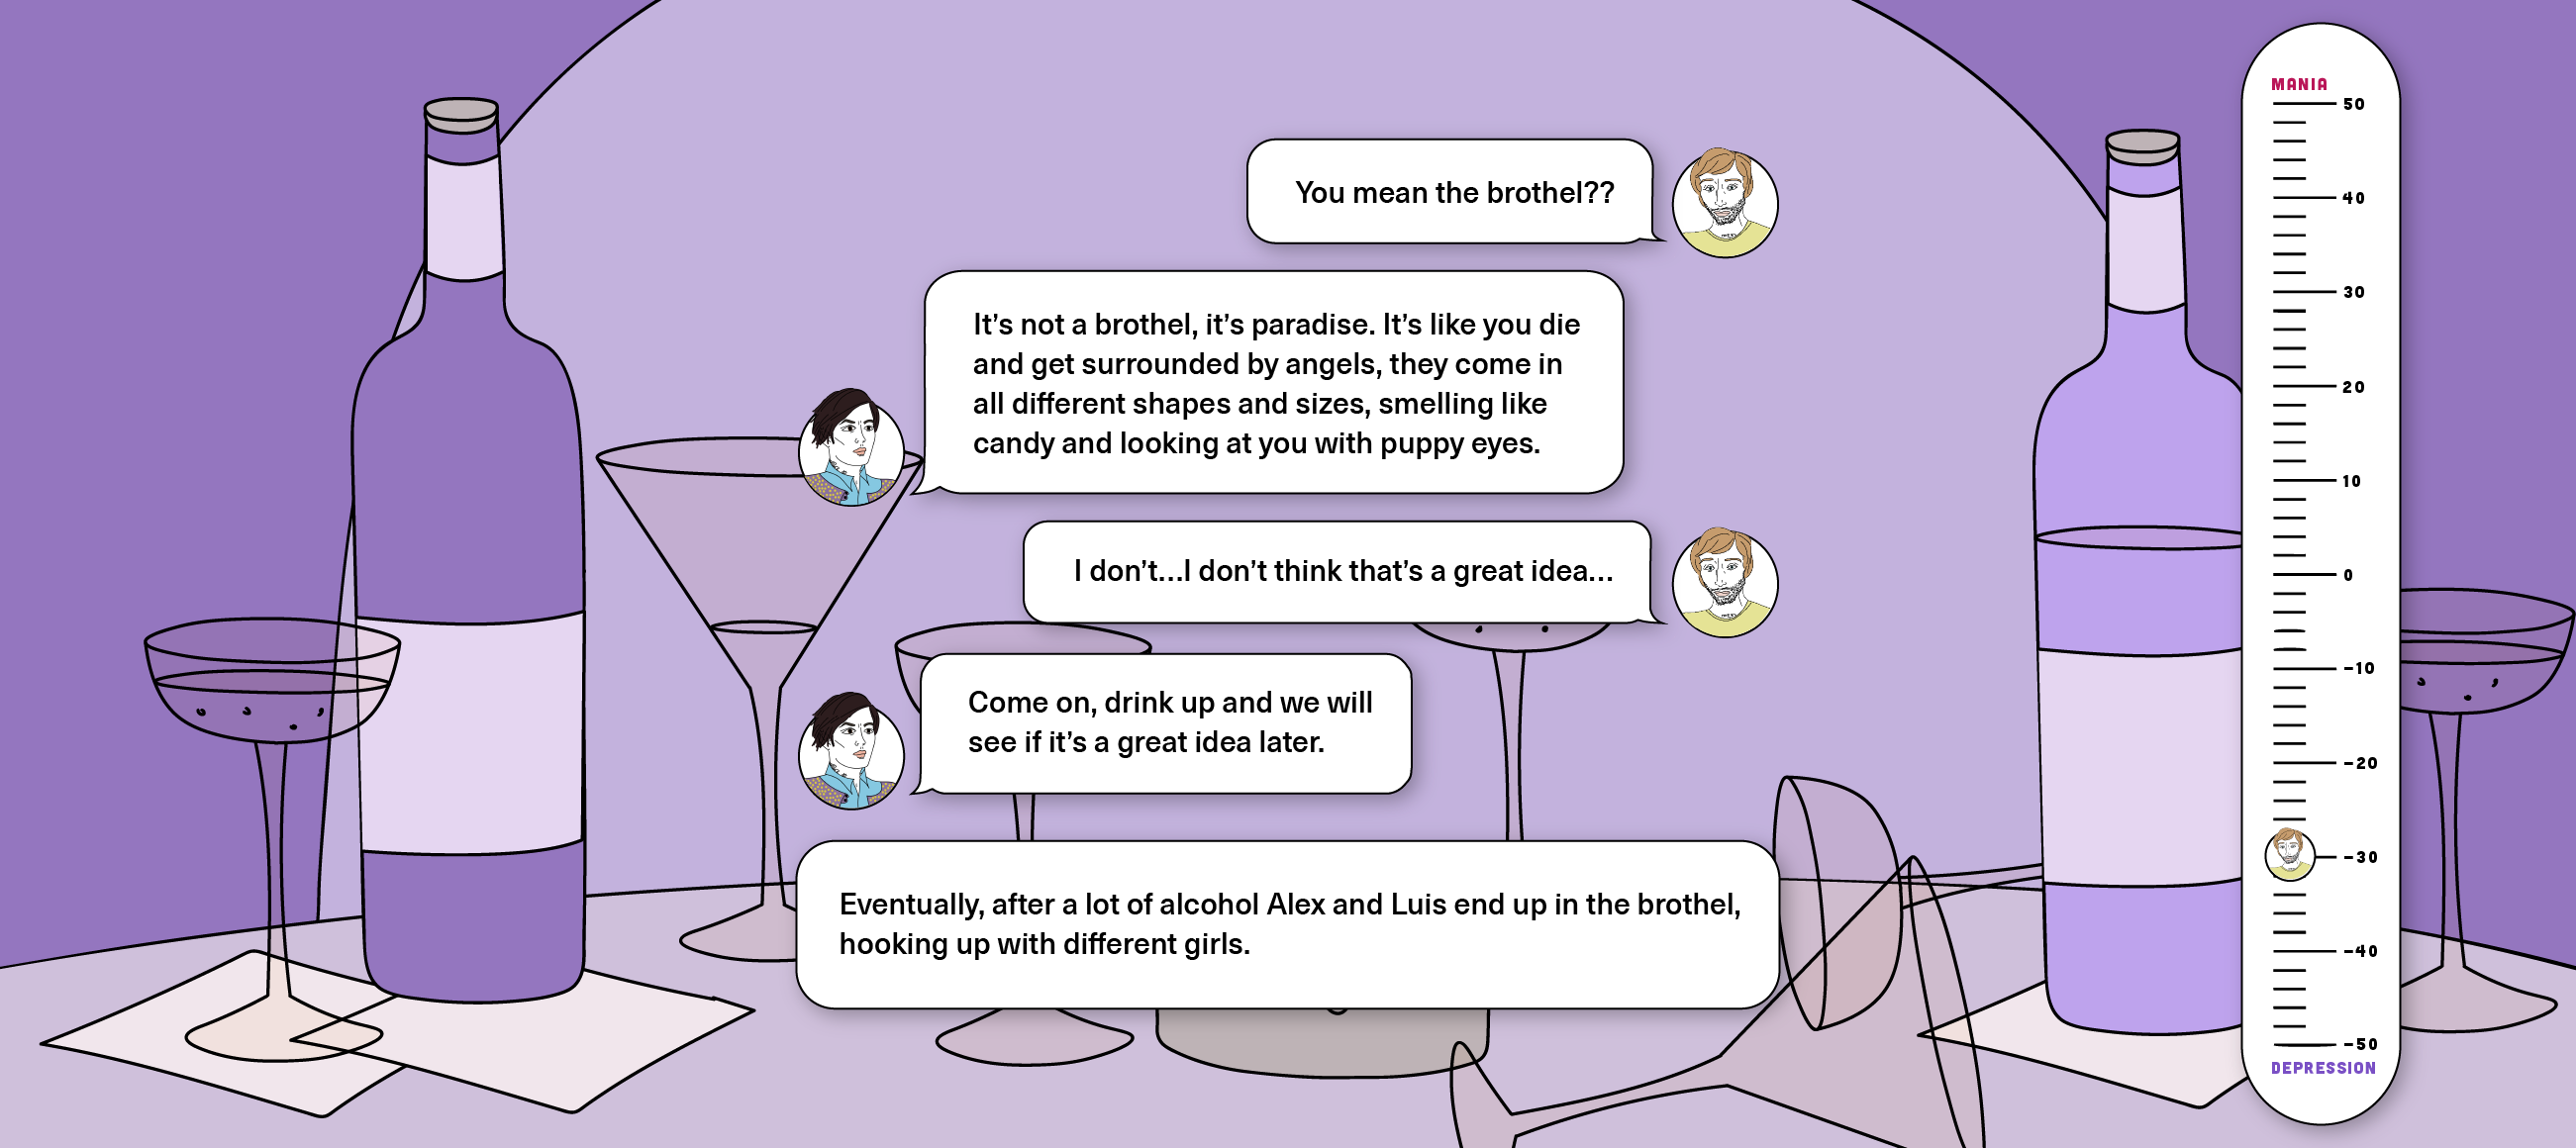 You mean the brothel??
It’s not a brothel, it’s paradise. It’s like you die
and get surrounded by angels, they come in
all different shapes and sizes, smelling like
candy and looking at you with puppy eyes.
I don’t...I don’t think that’s a great idea...
Come on, drink up and we will
see if it’s a great idea later.
Eventually, after a lot of alcohol Alex and Luis end up in the brothel,
hooking up with different girls.
MANIA
50
40
30
20
10
0
-10
-20
-30
-40
-50
DEPRESSION